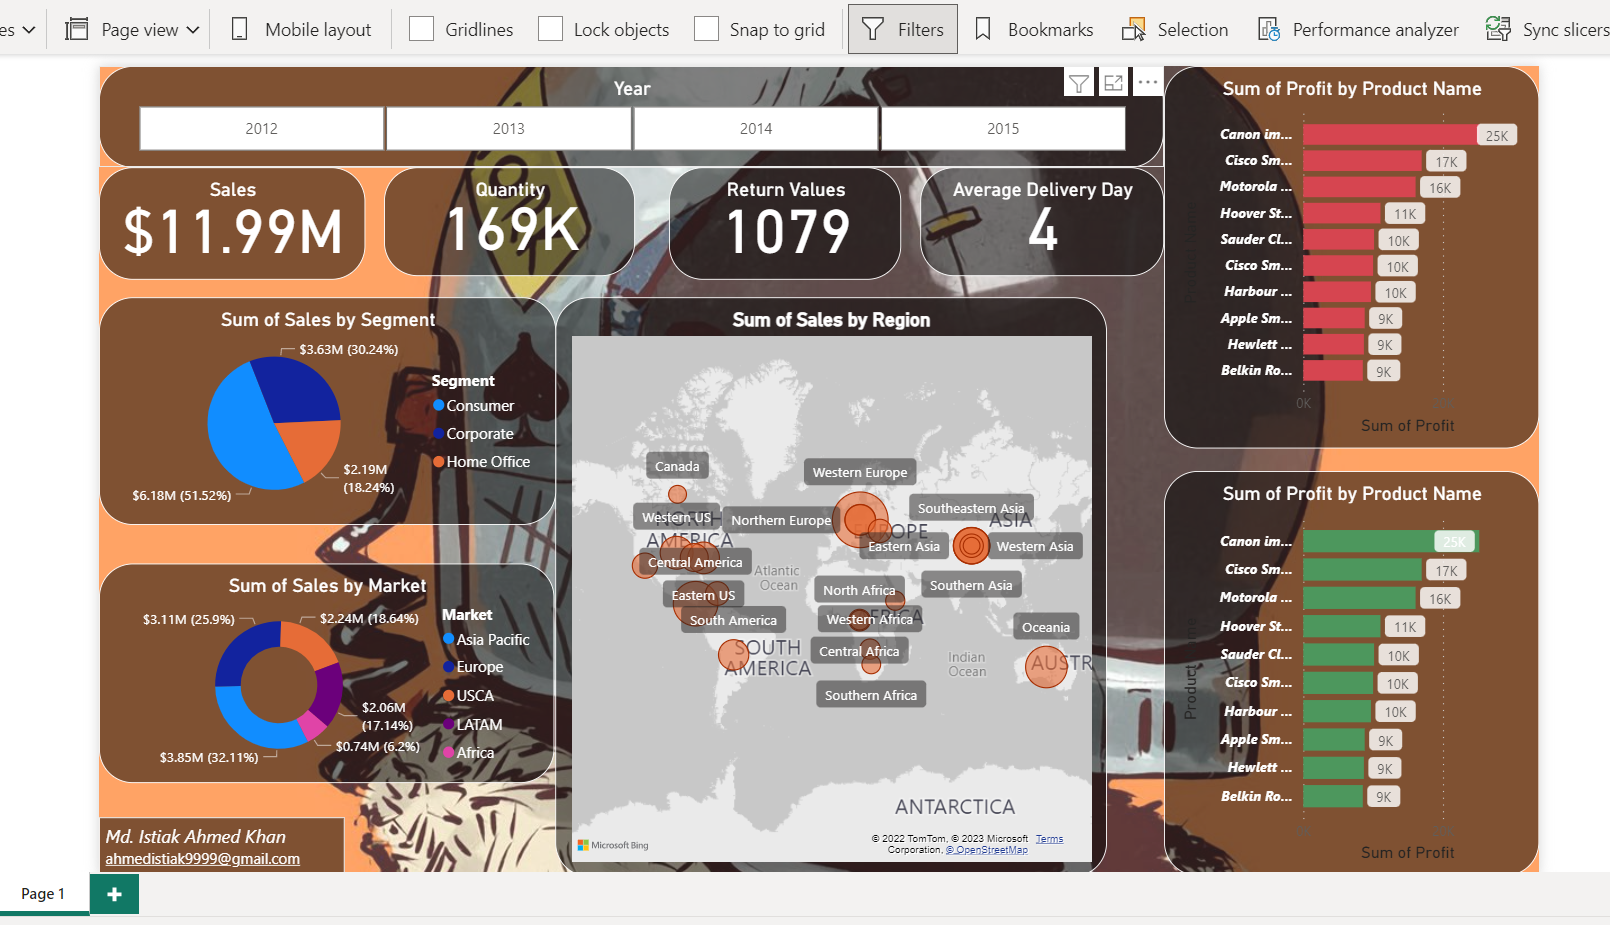 es
Page view
Mobile layout
Gridlines
Lock objects
Snap to grid
Filters
Bookmarks
Selection
Performance analyzer
Sync slicers
Year
2012
2013
2014
2015
Sales
$11.99M
Quantity
169K
Return Values
1079
Average Delivery Day
4
Sum of Sales by Segment
$3.63M (30.24%)
$2.19M
(18.24%)
$6.18M (51.52%)
Segment
Consumer
Corporate
Home Office
Sum of Sales by Market
$3.11M (25.9%)
$2.24M (18.64%)
$2.06M
(17.14%)
$0.74M (6.2%)
$3.85M (32.11%)
Market
Asia Pacific
Europe
USCA
LATAM
Africa
Md. Istiak Ahmed Khan
ahmedistiak9999@gmail.com
Sum of Sales by Region
Canada
Western Europe
Western US
Northern Europe
Southeastern Asia
NORTH
AMERICA
EUROPE
ASIA
Eastern Asia
Western Asia
Central America
Atlantic
Ocean
Eastern US
North Africa
Southern Asia
South America
Western Africa
AFRICA
Oceania
SOUTH
AMERICA
Central Africa
Indian
Ocean
AUSTR
Southern Africa
ANTARCTICA
Microsoft Bing
© 2022 TomTom, © 2023 Microsoft Terms
Corporation, © OpenStreetMap
Sum of Profit by Product Name
Canon im... 25K
Cisco Sm... 17K
Motorola ... 16K
Hoover St... 11K
Sauder Cl... 10K
Cisco Sm... 10K
Harbour ... 10K
Apple Sm... 9K
Hewlett ... 9K
Belkin Ro... 9K
0K
Sum of Profit
Sum of Profit by Product Name
Canon im... 25K
Cisco Sm... 17K
Motorola ... 16K
Hoover St... 11K
Sauder Cl... 10K
Cisco Sm... 10K
Harbour ... 10K
Apple Sm... 9K
Hewlett ... 9K
Belkin Ro... 9K
Product
Sum of Profit
Page 1